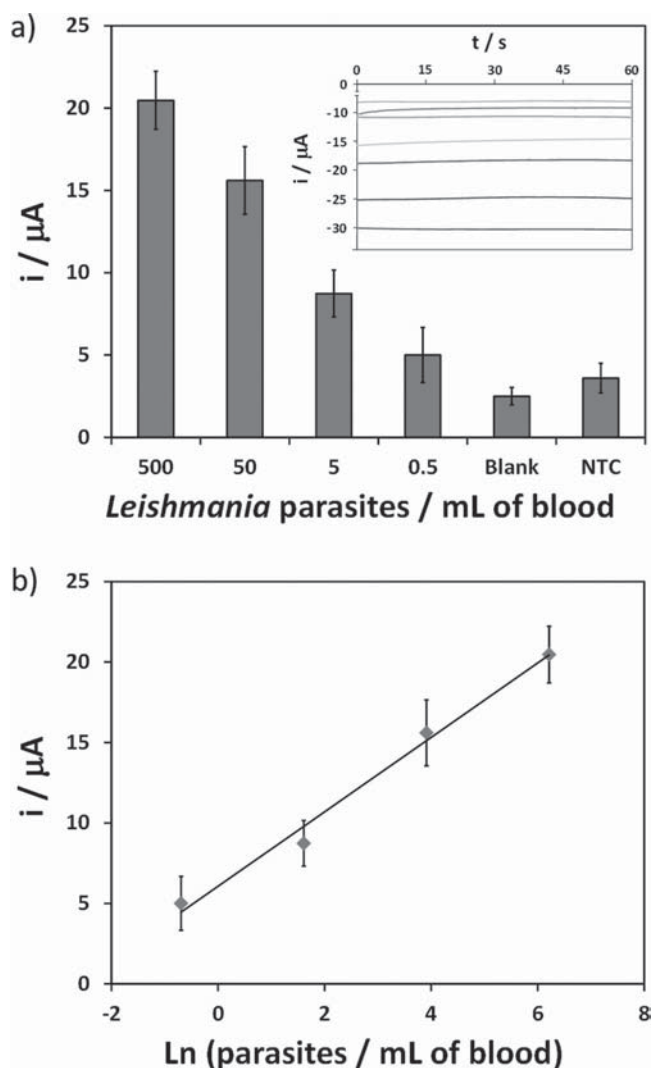 a)
25
20
15
10
5
0
i / µA
500 50 5 0.5 Blank NTC
Leishmania parasites / mL of blood
t / s
0 15 30 45 60
0
-10
-15
-20
-25
-30
i / µA
b)
25
20
15
10
5
0
i / µA
-2 0 2 4 6 8
Ln (parasites / mL of blood)